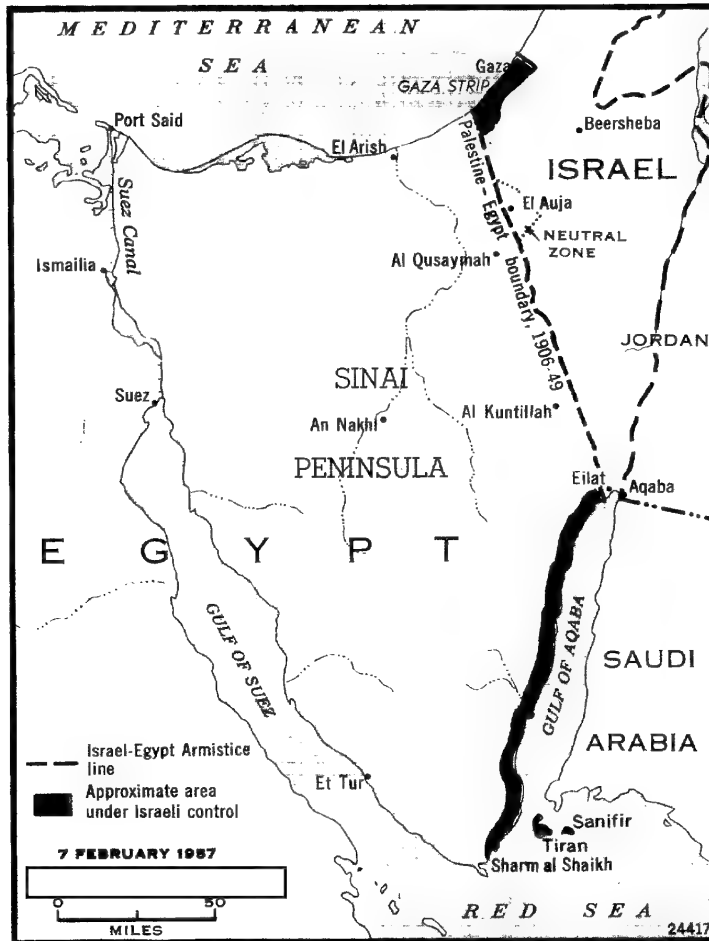 MEDITERRANEAN
SEA
Gaza
GAZA STRIP
Port Said
Beersheba
El Arish
ISRAEL
Suez Canal
Palestine - Egypt boundary, 1906-49
El Auja
NEUTRAL
ZONE
Ismailia
Al Qusaymah
JORDAN
SINAI
Suez
An Nakhl
Al Kuntillah
PENINSULA
Eilat
Aqaba
EGYPT
GULF OF SUEZ
GULF OF AQABA
SAUDI
ARABIA
Israel-Egypt Armistice
line
Approximate area
under Israeli control
Et Tur
Sanifir
Tiran
7 FEBRUARY 1957
Sharm al Shaikh
0 50
MILES
RED SEA
24417